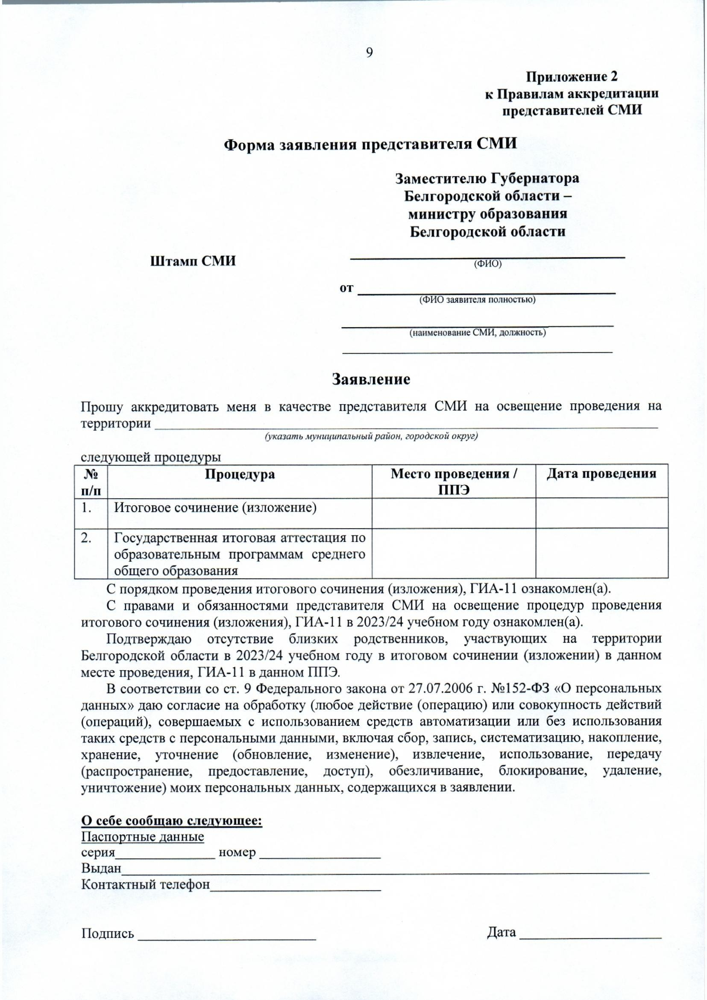 9
Приложение 2
к Правилам аккредитации
представителей СМИ
Форма заявления представителя СМИ
Заместителю Губернатора
Белгородской области –
министру образования
Белгородской области
Штамп СМИ
(ФИО)
от
(ФИО заявителя полностью)
(наименование СМИ, должность)
Заявление
Прошу аккредитовать меня в качестве представителя СМИ на освещение проведения на
территории
(указать муниципальный район, городской округ)
следующей процедуры
№ п/п Процедура Место проведения / ППЭ Дата проведения
1. Итоговое сочинение (изложение)
2. Государственная итоговая аттестация по
образовательным программам среднего
общего образования
С порядком проведения итогового сочинения (изложения), ГИА-11 ознакомлен(а).
С правами и обязанностями представителя СМИ на освещение процедур проведения
итогового сочинения (изложения), ГИА-11 в 2023/24 учебном году ознакомлен(а).
Подтверждаю отсутствие близких родственников, участвующих на территории
Белгородской области в 2023/24 учебном году в итоговом сочинении (изложении) в данном
месте проведения, ГИА-11 в данном ППЭ.
В соответствии со ст. 9 Федерального закона от 27.07.2006 г. №152-ФЗ «О персональных
данных» даю согласие на обработку (любое действие (операцию) или совокупность действий
(операций), совершаемых с использованием средств автоматизации или без использования
таких средств с персональными данными, включая сбор, запись, систематизацию, накопление,
хранение, уточнение (обновление, изменение), извлечение, использование, передачу
(распространение, предоставление, доступ), обезличивание, блокирование, удаление,
уничтожение) моих персональных данных, содержащихся в заявлении.
О себе сообщаю следующее:
Паспортные данные
серия______________ номер _________________
Выдан
Контактный телефон
Подпись _________________________ Дата ____________________